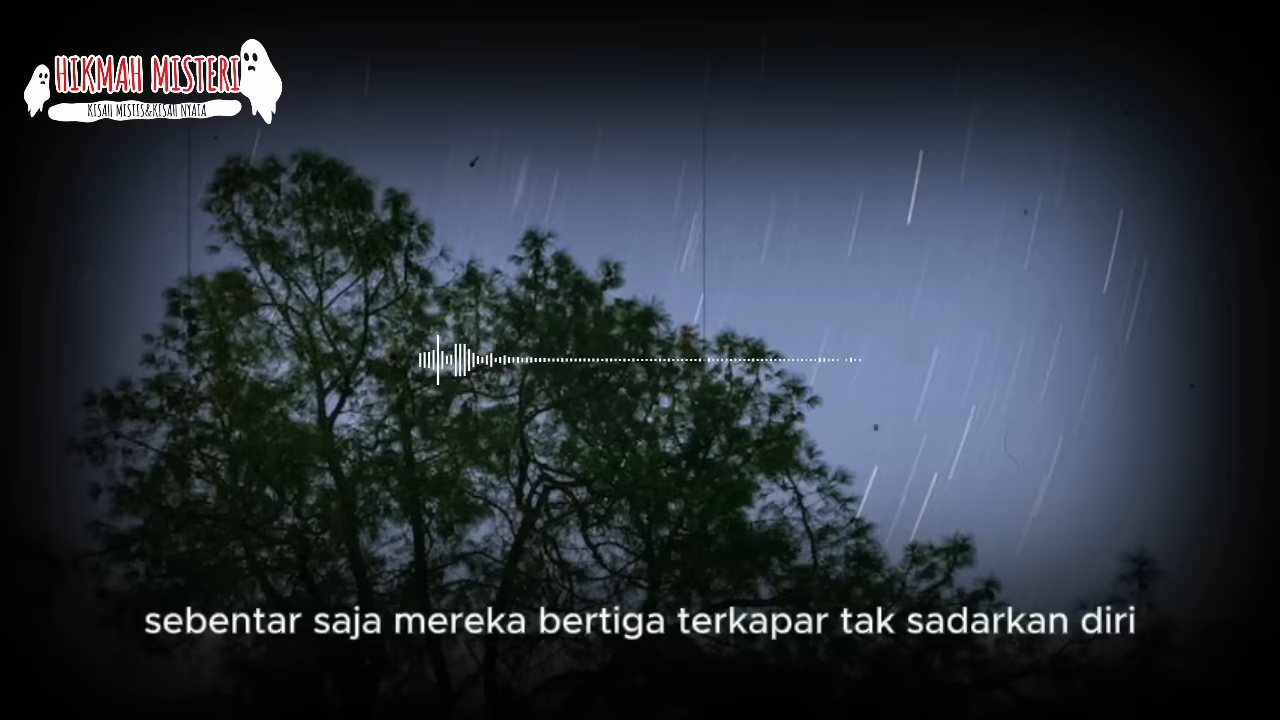 HIKMAH MISTERI
KISAH MISTIS&KISAH NYATA
sebentar saja mereka bertiga terkapar tak sadarkan diri